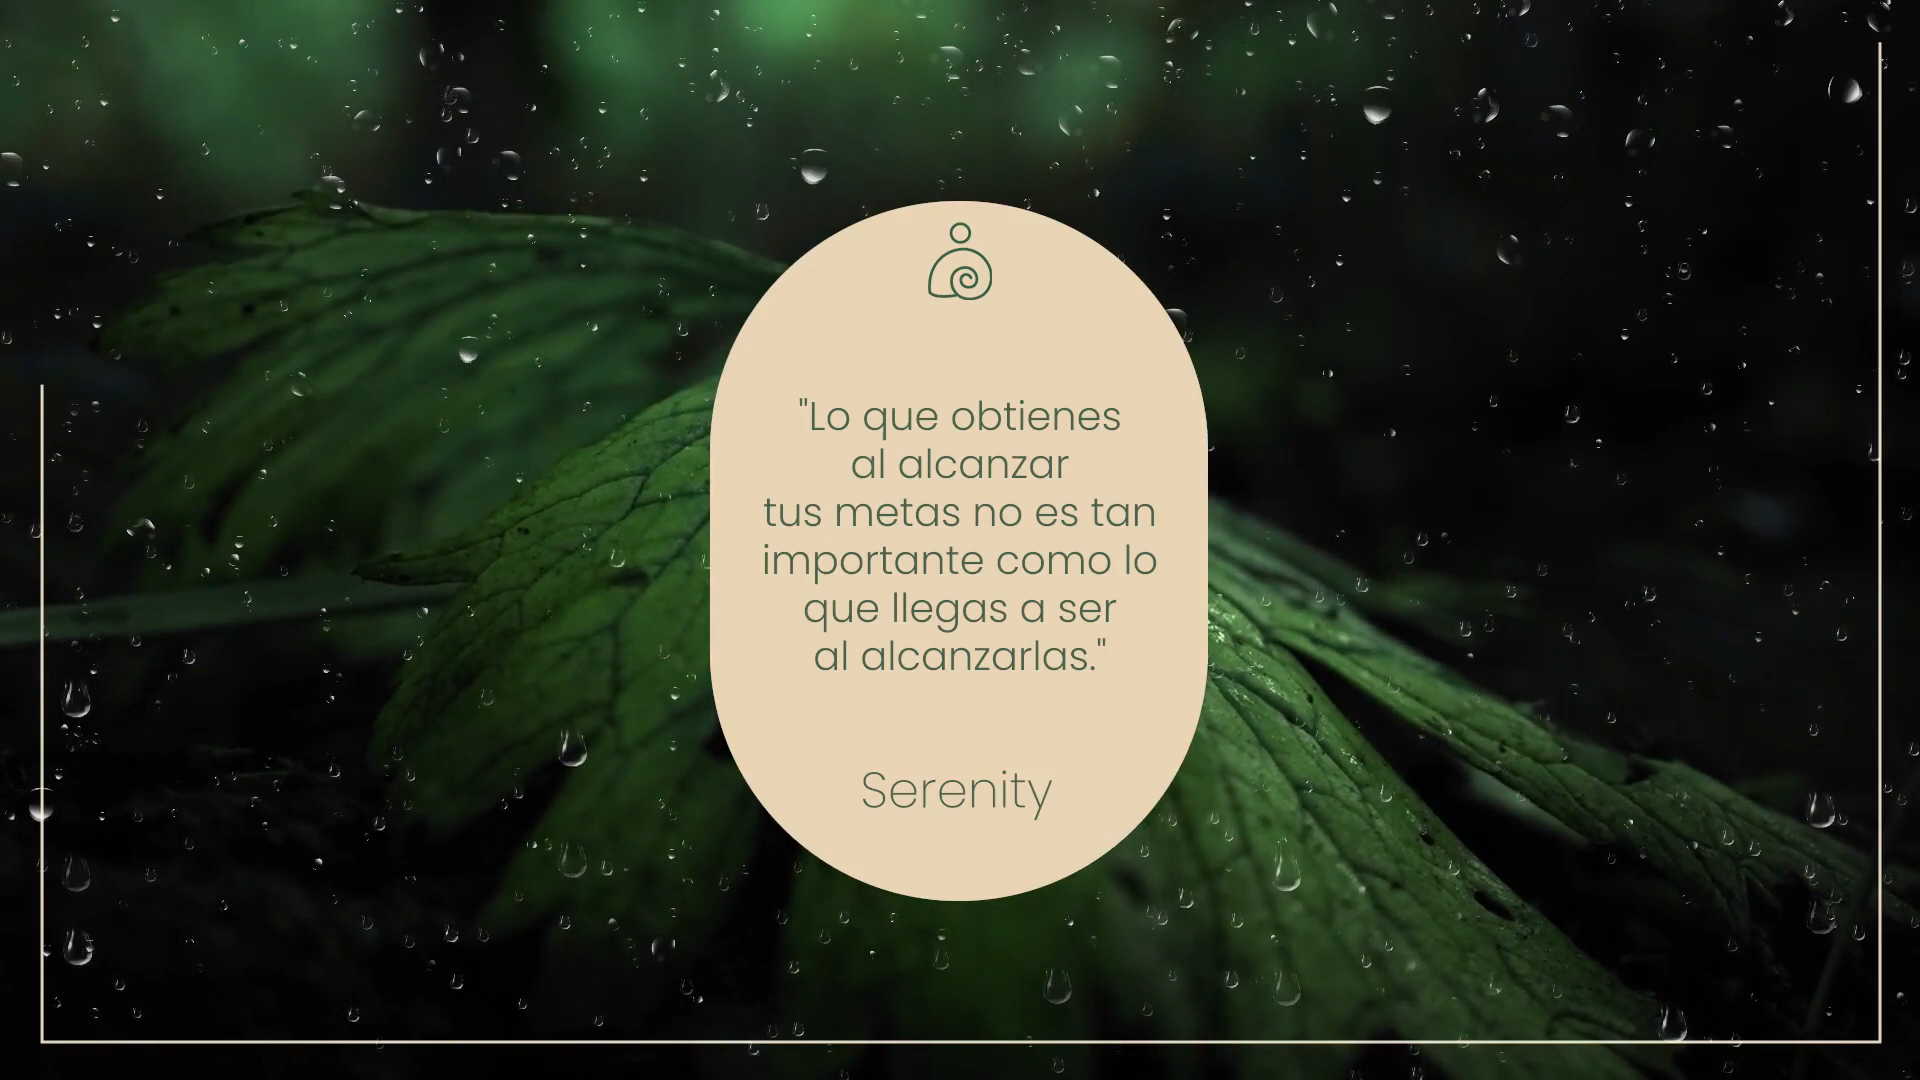 "Lo que obtienes
al alcanzar
tus metas no es tan
importante como lo
que llegas a ser
al alcanzarlas."
Serenity